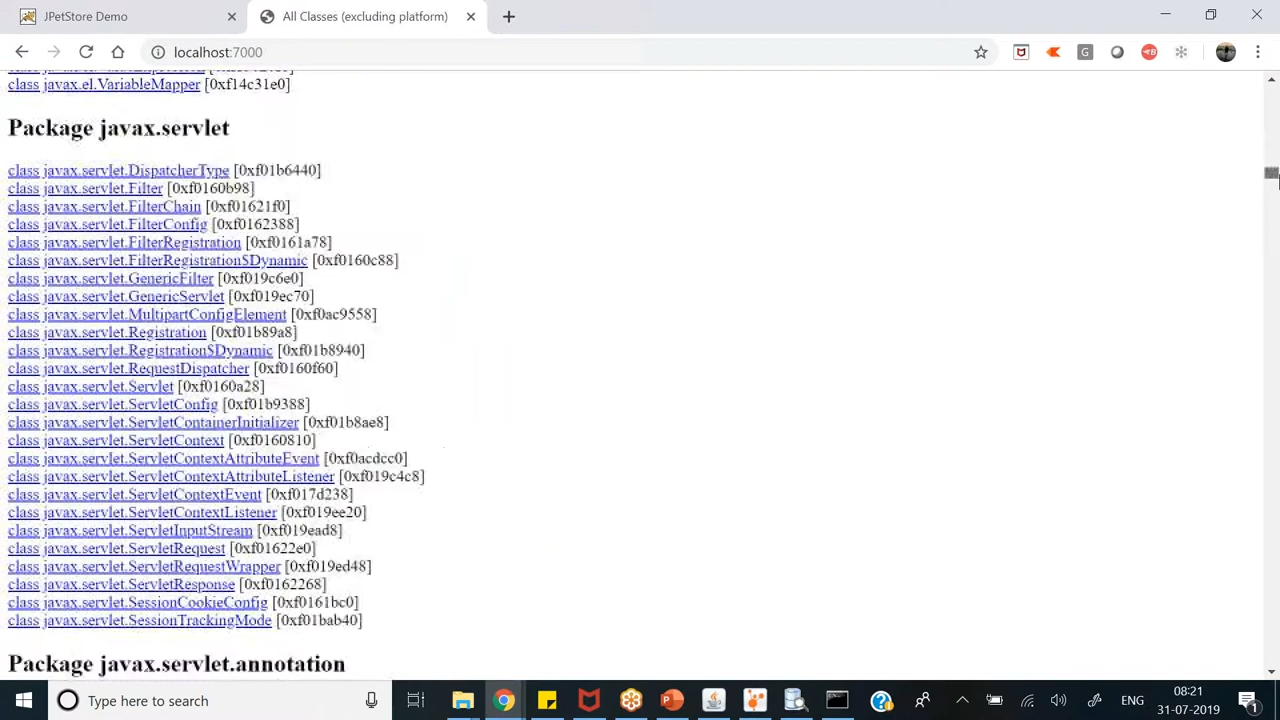 JPetStore Demo
All Classes (excluding platform)
localhost:7000
class javax.el.VariableMapper [0xf14c31e0]
Package javax.servlet
class javax.servlet.DispatcherType [0xf01b6440]
class javax.servlet.Filter [0xf0160b98]
class javax.servlet.FilterChain [0xf01621f0]
class javax.servlet.FilterConfig [0xf0162388]
class javax.servlet.FilterRegistration [0xf0161a78]
class javax.servlet.FilterRegistration$Dynamic [0xf0160c88]
class javax.servlet.GenericFilter [0xf019c6e0]
class javax.servlet.GenericServlet [0xf019ec70]
class javax.servlet.MultipartConfigElement [0xf0ac9558]
class javax.servlet.Registration [0xf01b89a8]
class javax.servlet.Registration$Dynamic [0xf01b8940]
class javax.servlet.RequestDispatcher [0xf0160f60]
class javax.servlet.Servlet [0xf0160a28]
class javax.servlet.ServletConfig [0xf01b9388]
class javax.servlet.ServletContainerInitializer [0xf01b8ae8]
class javax.servlet.ServletContext [0xf0160810]
class javax.servlet.ServletContextAttributeEvent [0xf0acdcc0]
class javax.servlet.ServletContextAttributeListener [0xf019c4c8]
class javax.servlet.ServletContextEvent [0xf017d238]
class javax.servlet.ServletContextListener [0xf019ee20]
class javax.servlet.ServletInputStream [0xf019ead8]
class javax.servlet.ServletRequest [0xf01622e0]
class javax.servlet.ServletRequestWrapper [0xf019ed48]
class javax.servlet.ServletResponse [0xf0162268]
class javax.servlet.SessionCookieConfig [0xf0161bc0]
class javax.servlet.SessionTrackingMode [0xf01bab40]
Package javax.servlet.annotation
Type here to search
ENG
08:21
31-07-2019
1